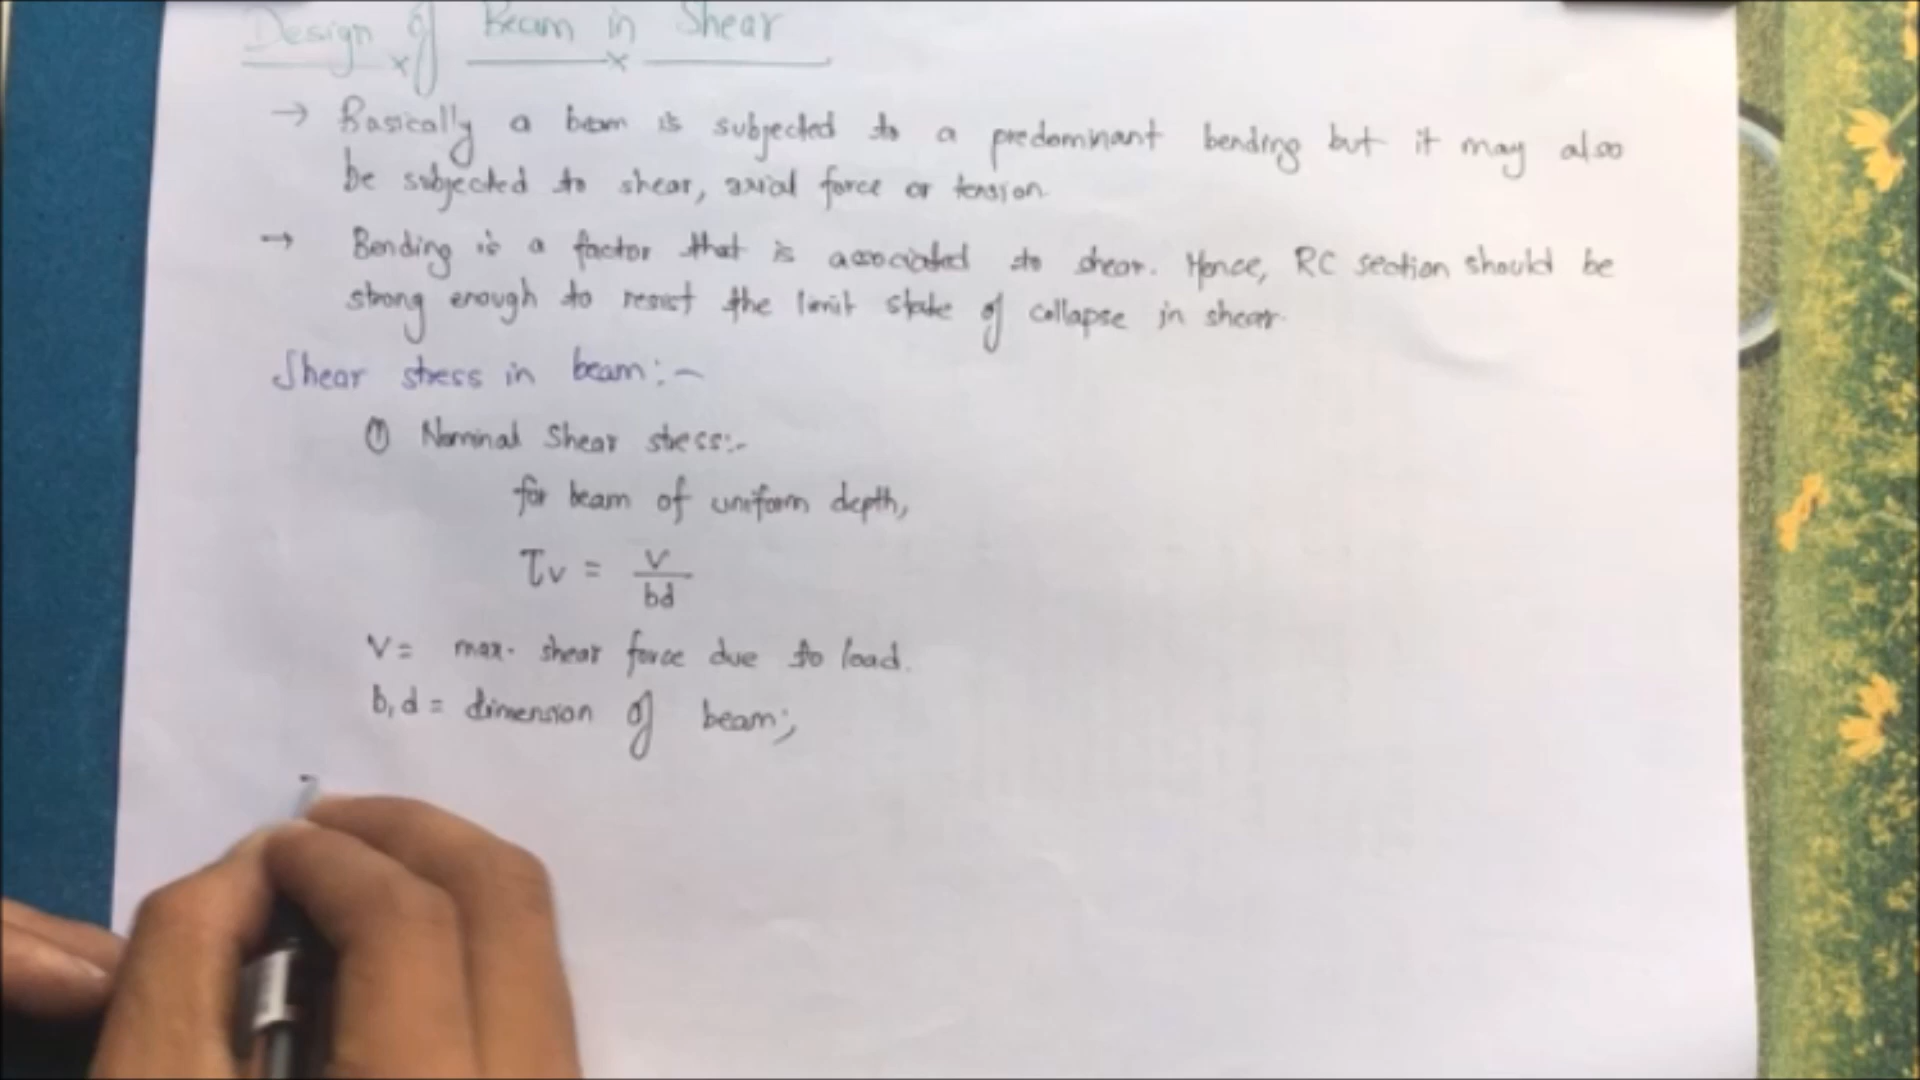 Design of Beam in Shear
→ Basically a beam is subjected to a predominant bending but it may also
be subjected to shear, axial force or tension.
→ Bending is a factor that is associated to shear. Hence, RC section should be
strong enough to resist the limit state of collapse in shear.
Shear stress in beam:-
① Nominal Shear stress:-
for beam of uniform depth,
τv = V/bd
V = max. shear force due to load.
b, d = dimension of beam;